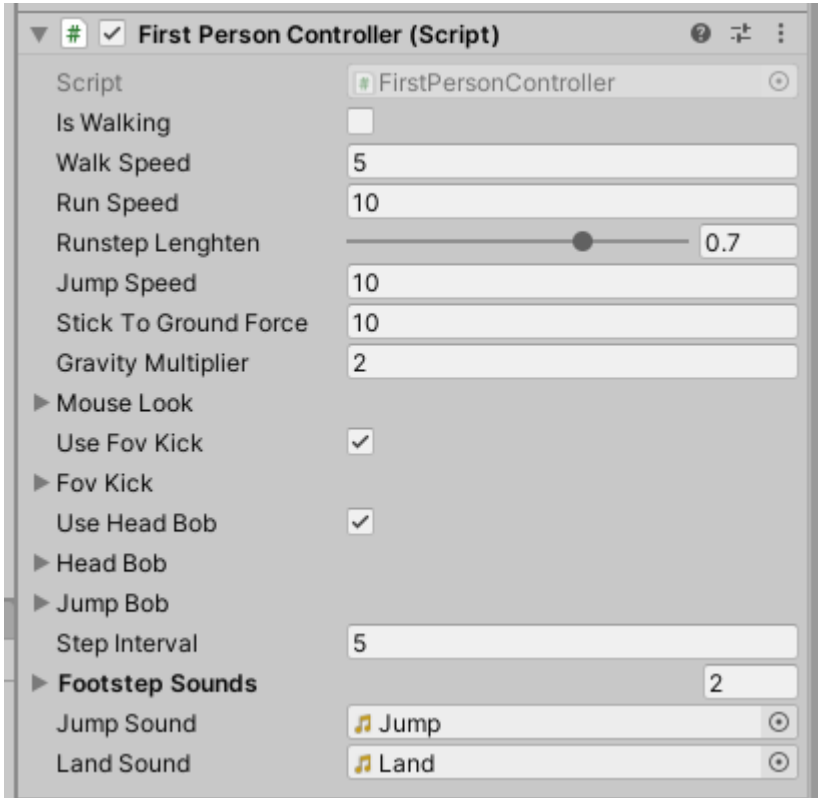 First Person Controller (Script)
Script # FirstPersonController
Is Walking
Walk Speed 5
Run Speed 10
Runstep Lenghten 0.7
Jump Speed 10
Stick To Ground Force 10
Gravity Multiplier 2
Mouse Look
Use Fov Kick
Fov Kick
Use Head Bob
Head Bob
Jump Bob
Step Interval 5
Footstep Sounds 2
Jump Sound Jump
Land Sound Land